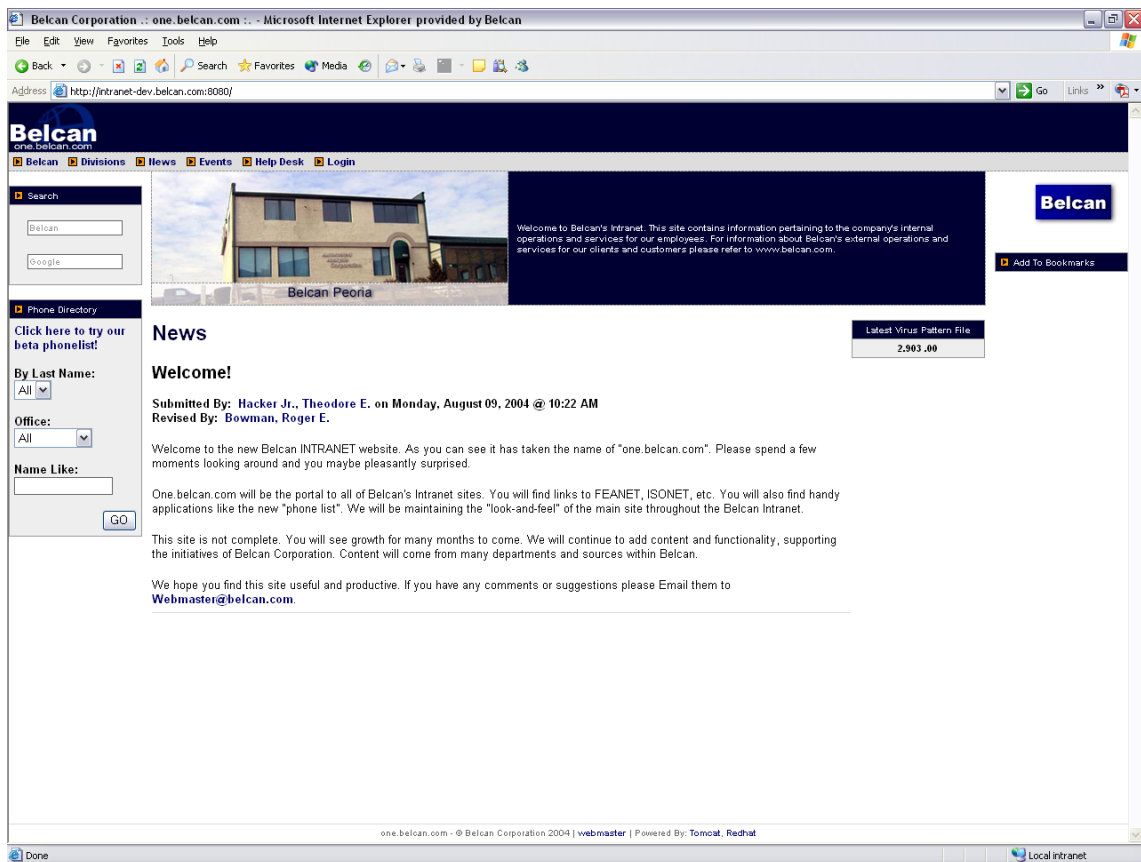 Belcan Corporation .: one.belcan.com :. - Microsoft Internet Explorer provided by Belcan
File Edit View Favorites Tools Help
Back Search Favorites Media
Address http://intranet-dev.belcan.com:8080/ Go Links »
Belcan
one.belcan.com
Belcan Divisions News Events Help Desk Login
Search
Belcan
Google
Phone Directory
Click here to try our
beta phonelist!
By Last Name:
All
Office:
All
Name Like:
GO
Belcan Peoria
Welcome to Belcan's Intranet. This site contains information pertaining to the company's internal
operations and services for our employees. For information about Belcan's external operations and
services for our clients and customers please refer to www.belcan.com.
Belcan
Add To Bookmarks
News
Latest Virus Pattern File
2.903 .00
Welcome!
Submitted By: Hacker Jr., Theodore E. on Monday, August 09, 2004 @ 10:22 AM
Revised By: Bowman, Roger E.
Welcome to the new Belcan INTRANET website. As you can see it has taken the name of "one.belcan.com". Please spend a few
moments looking around and you maybe pleasantly surprised.
One.belcan.com will be the portal to all of Belcan's Intranet sites. You will find links to FEANET, ISONET, etc. You will also find handy
applications like the new "phone list". We will be maintaining the "look-and-feel" of the main site throughout the Belcan Intranet.
This site is not complete. You will see growth for many months to come. We will continue to add content and functionality, supporting
the initiatives of Belcan Corporation. Content will come from many departments and sources within Belcan.
We hope you find this site useful and productive. If you have any comments or suggestions please Email them to
Webmaster@belcan.com.
one.belcan.com - © Belcan Corporation 2004 | webmaster | Powered By: Tomcat, Redhat
Done Local intranet